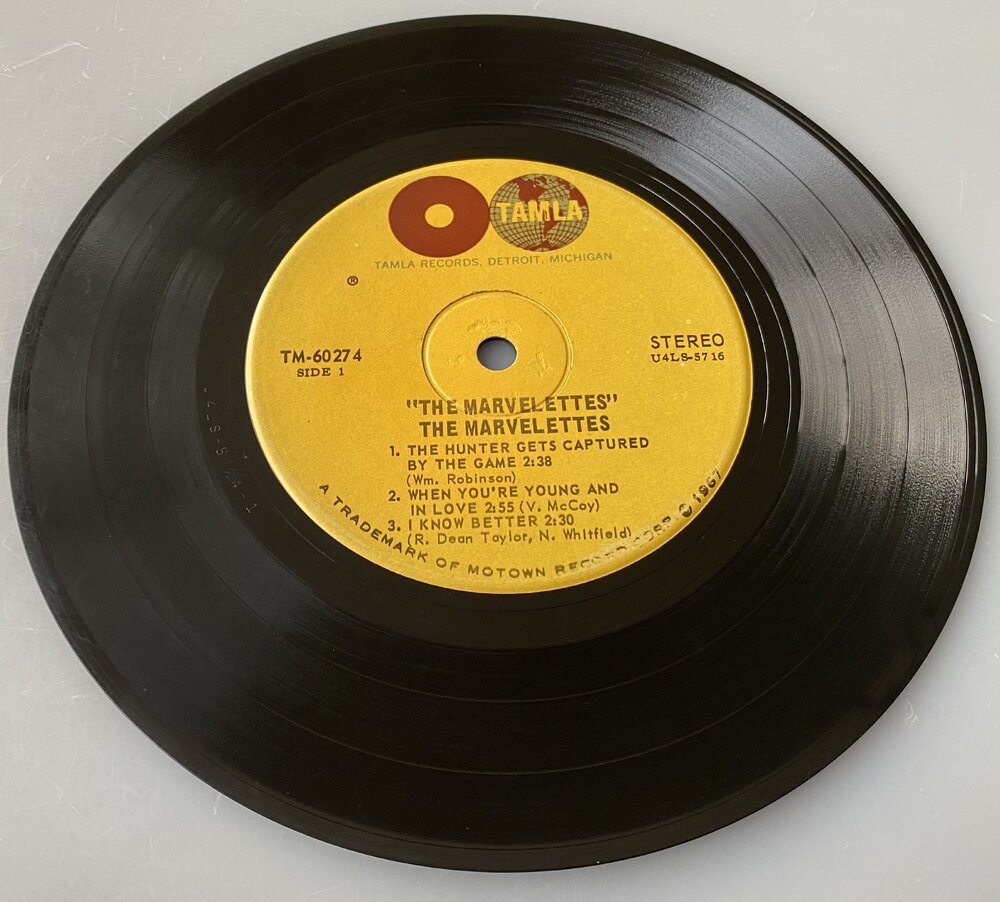 TAMLA
TAMLA RECORDS, DETROIT, MICHIGAN
®
TM-60274
SIDE 1
STEREO
U4LS-5716
"THE MARVELETTES"
THE MARVELETTES
1. THE HUNTER GETS CAPTURED
BY THE GAME 2:38
(Wm. Robinson)
2. WHEN YOU'RE YOUNG AND
IN LOVE 2:55 (V. McCoy)
3. I KNOW BETTER 2:30
(R. Dean Taylor, N. Whitfield)
A TRADEMARK OF MOTOWN RECORD CORP. © 1967